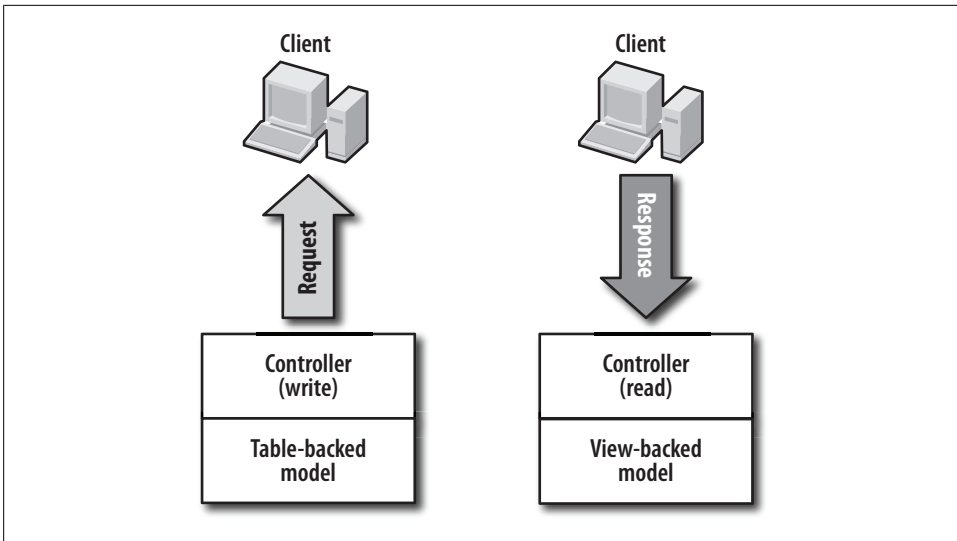 Client
Request
Controller
(write)
Table-backed
model
Client
Response
Controller
(read)
View-backed
model